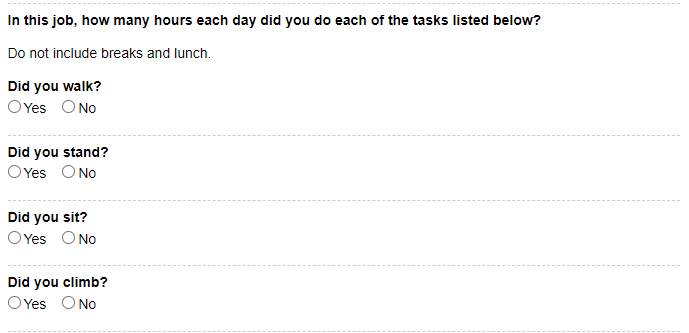 In this job, how many hours each day did you do each of the tasks listed below?
Do not include breaks and lunch.
Did you walk?
Yes No
Did you stand?
Yes No
Did you sit?
Yes No
Did you climb?
Yes No